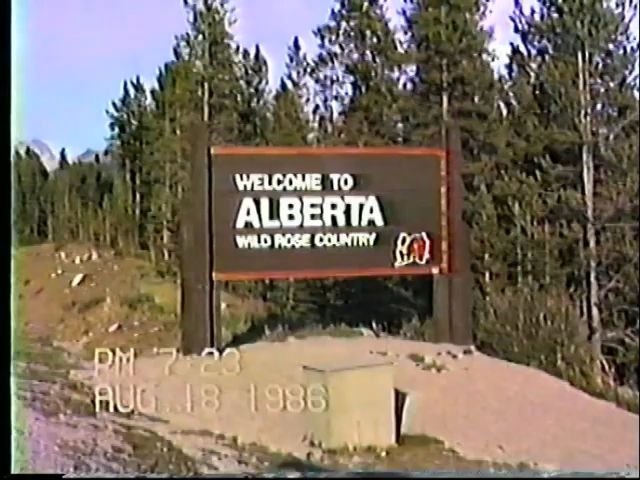 WELCOME TO
ALBERTA
WILD ROSE COUNTRY
PM 7:23
AUG 18 1986